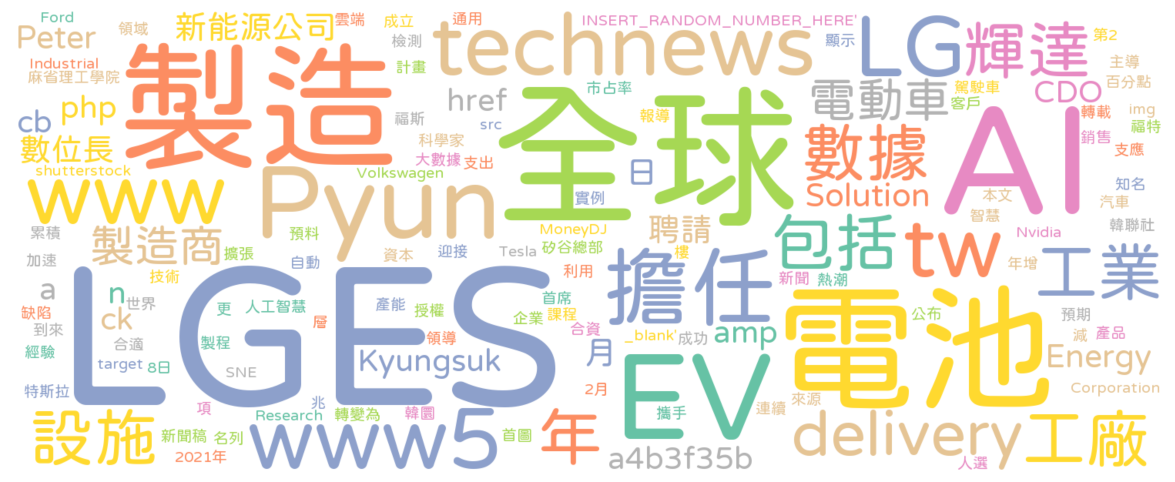 Ford 新能源公司 雲端 成立 通用 INSERT_RANDOM_NUMBER_HERE' 第2
Peter 領域 檢測 technews 顯示 LG 輝達 主導
Industrial 製造 計畫 百分點
麻省理工學院 市占率 電動車 駕駛車 CDO
php href 全球 報導 客戶 轉載 img
cb 福斯 src AI 銷售 福特
數位長 科學家 數據 支應
shutterstock 大數據 支出
www Pyun Volkswagen 日 Solution 本文 知名
實例 汽車
累積 製造商 預料 MoneyDJ 聘請 包括 tw 智慧 韓聯社
擴張 資本 迎接 Tesla 矽谷總部 樓 Nvidia
加速 技術 自動 利用 擔任 新聞 年增 工業
a n LGES 熱潮
缺陷 世界 更 人工智慧 產能 授權 首席 課程 電池 公布 預期
到來 ck 層 企業 合資 amp 減 產品
經驗 合適 製程 領導 _blank' 成功
target 8日 SNE Kyungsuk 月 EV Energy
特斯拉 兆 2月 Corporation
設施 項 Research 轉變為 韓圜 年 攜手 連續 來源
新聞稿 名列 www5 首圖 delivery 工廠
2021年 a4b3f35b 人選